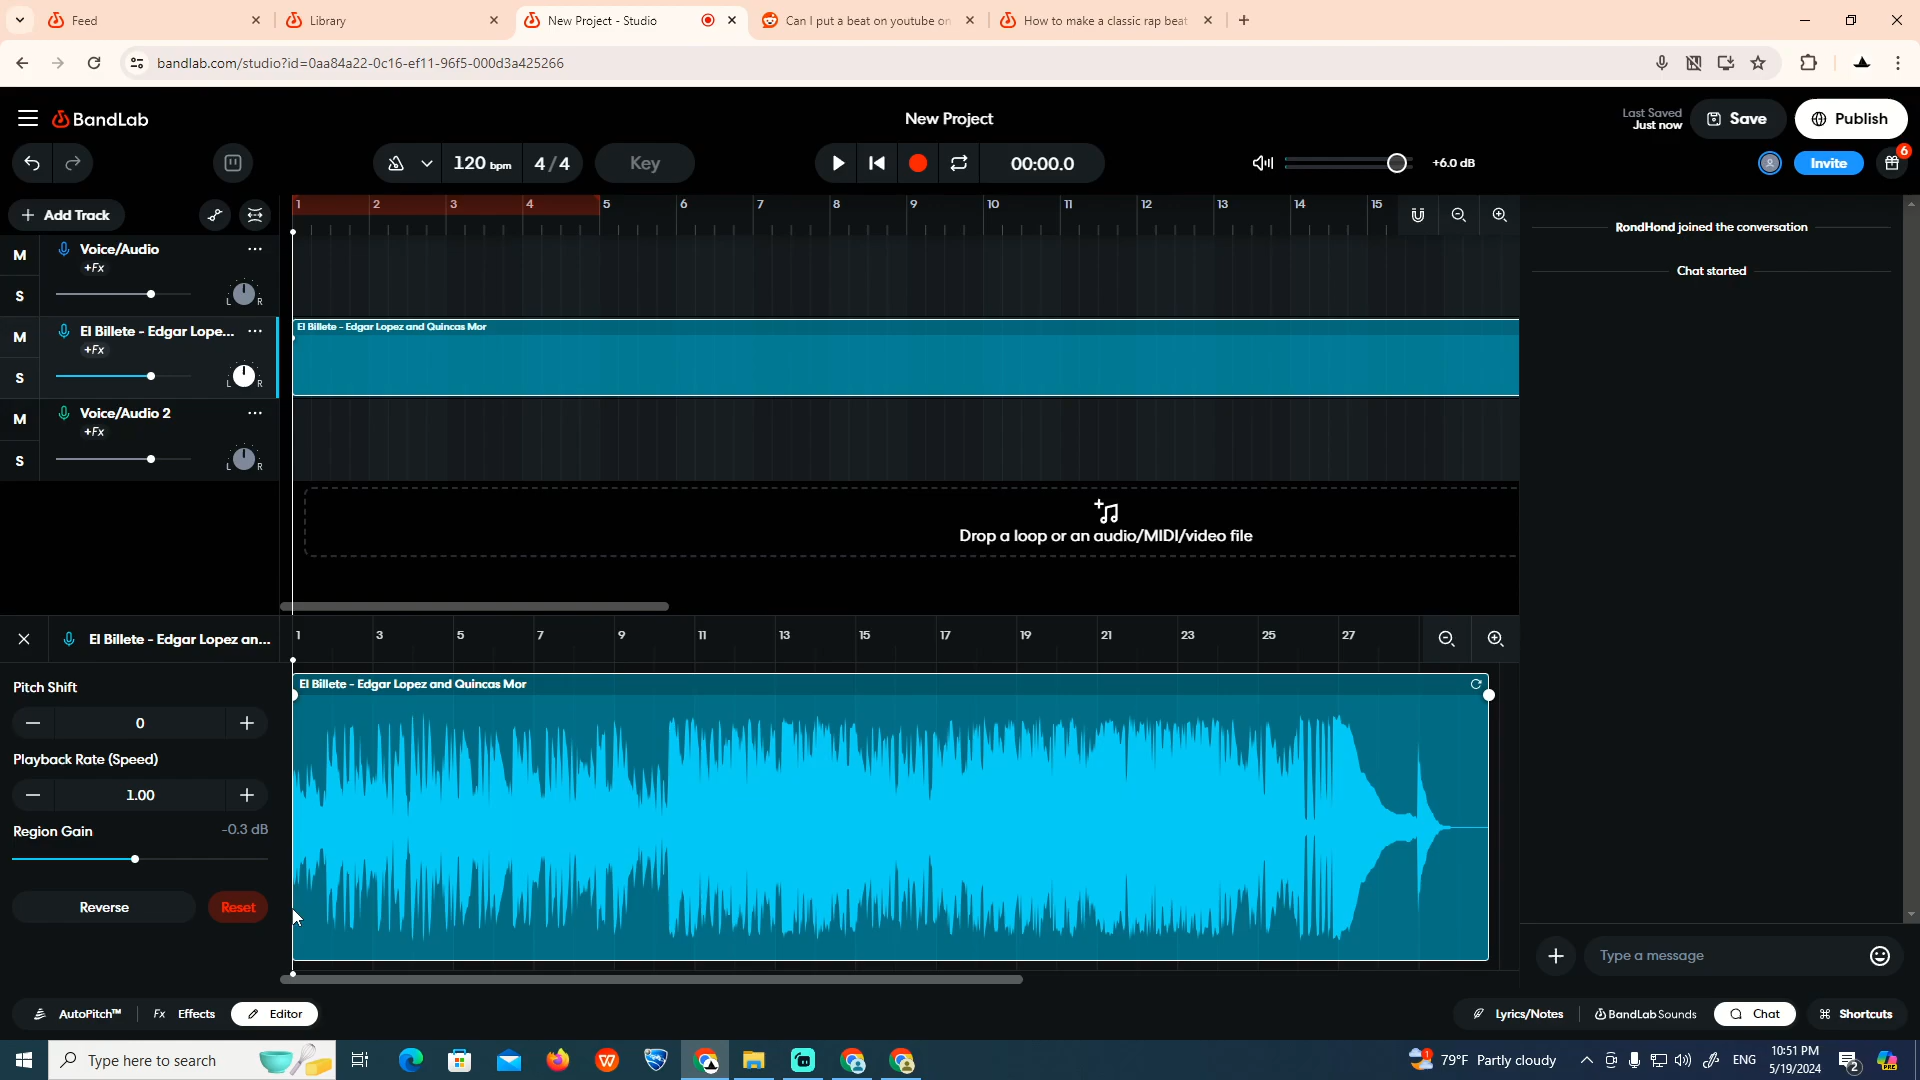 Feed
Library
New Project - Studio
Can I put a beat on youtube on
How to make a classic rap beat
bandlab.com/studio?id=0aa84a22-0c16-ef11-96f5-000d3a425266
BandLab
New Project
Last Saved
Just now
Save
Publish
120 bpm
4/4
Key
00:00.0
+6.0 dB
Invite
6
Add Track
1 2 3 4 5 6 7 8 9 10 11 12 13 14 15
M
Voice/Audio
+Fx
S
L R
M
El Billete - Edgar Lope...
+Fx
S
L R
M
Voice/Audio 2
+Fx
S
L R
El Billete - Edgar Lopez and Quincas Mor
Drop a loop or an audio/MIDI/video file
RondHond joined the conversation
Chat started
El Billete - Edgar Lopez an...
1 3 5 7 9 11 13 15 17 19 21 23 25 27
El Billete - Edgar Lopez and Quincas Mor
Pitch Shift
0
Playback Rate (Speed)
1.00
Region Gain
-0.3 dB
Reverse
Reset
Type a message
AutoPitch™
Fx Effects
Editor
Lyrics/Notes
BandLab Sounds
Chat
Shortcuts
Type here to search
79°F Partly cloudy
ENG
10:51 PM
5/19/2024
2